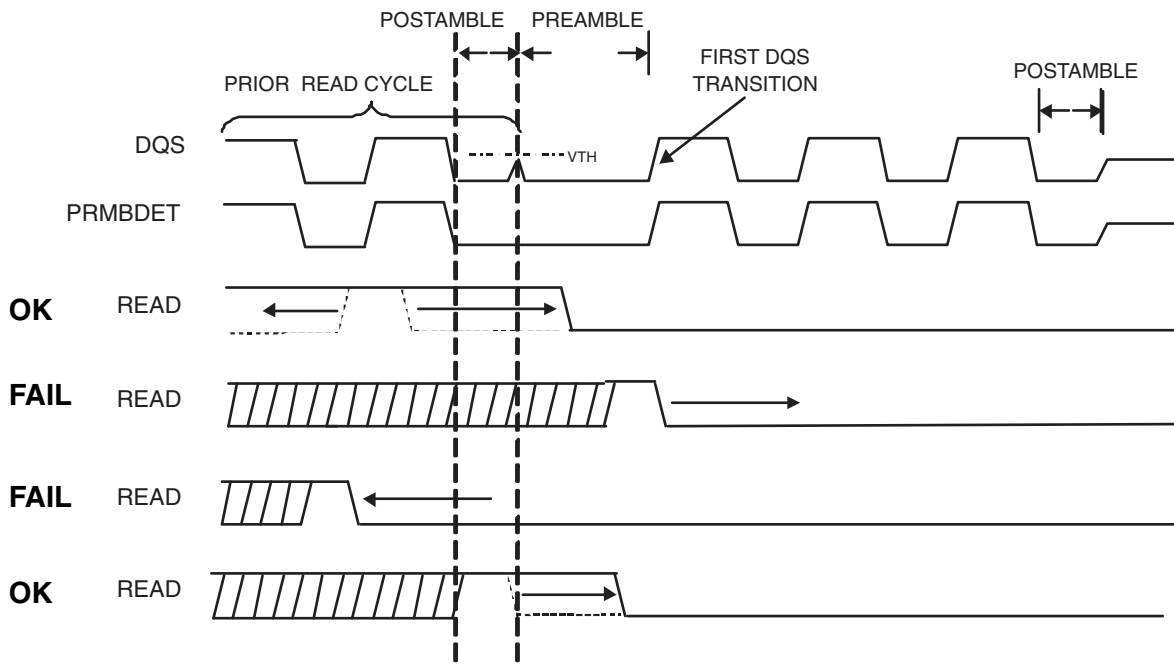 POSTAMBLE PREAMBLE
FIRST DQS
TRANSITION
POSTAMBLE
PRIOR READ CYCLE
DQS
VTH
PRMBDET
OK READ
FAIL READ
FAIL READ
OK READ